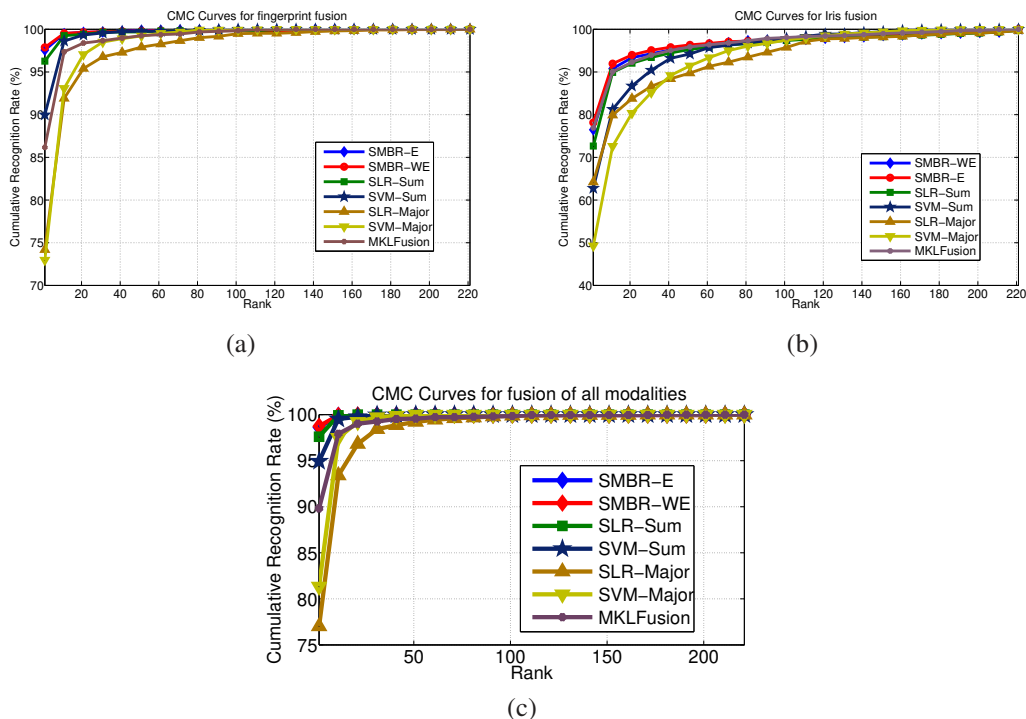 CMC Curves for fingerprint fusion
Cumulative Recognition Rate (%)
100
95
90
85
80
75
70
20 40 60 80 100 120 140 160 180 200 220
Rank
SMBR-E
SMBR-WE
SLR-Sum
SVM-Sum
SLR-Major
SVM-Major
MKLFusion
(a)
CMC Curves for Iris fusion
Cumulative Recognition Rate (%)
100
90
80
70
60
50
40
20 40 60 80 100 120 140 160 180 200 220
Rank
SMBR-WE
SMBR-E
SLR-Sum
SVM-Sum
SLR-Major
SVM-Major
MKLFusion
(b)
CMC Curves for fusion of all modalities
Cumulative Recognition Rate (%)
100
95
90
85
80
75
50 100 150 200
Rank
SMBR-E
SMBR-WE
SLR-Sum
SVM-Sum
SLR-Major
SVM-Major
MKLFusion
(c)